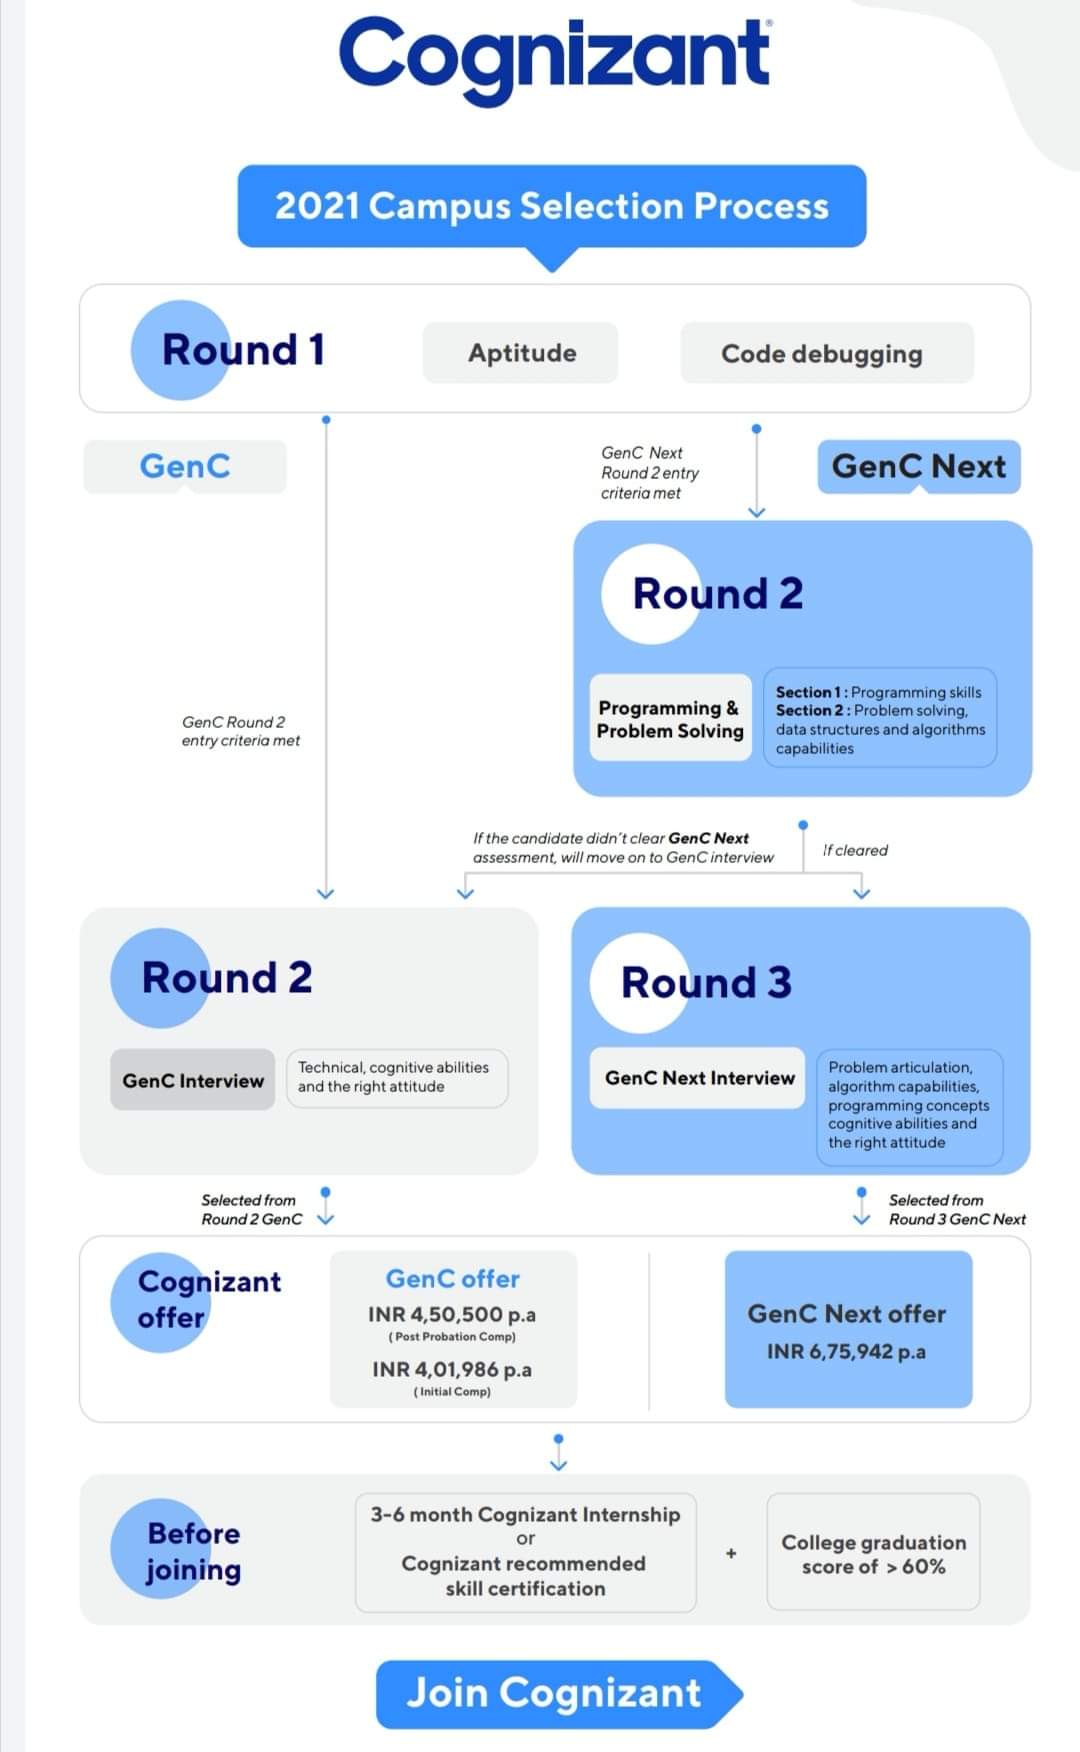 Cognizant®
2021 Campus Selection Process
Round 1
Aptitude
Code debugging
GenC
GenC Next
Round 2 entry
criteria met
GenC Next
Round 2
Programming &
Problem Solving
Section 1 : Programming skills
Section 2 : Problem solving,
data structures and algorithms
capabilities
GenC Round 2
entry criteria met
If the candidate didn't clear GenC Next
assessment, will move on to GenC interview
If cleared
Round 2
GenC Interview
Technical, cognitive abilities
and the right attitude
Round 3
GenC Next Interview
Problem articulation,
algorithm capabilities,
programming concepts
cognitive abilities and
the right attitude
Selected from
Round 2 GenC
Selected from
Round 3 GenC Next
Cognizant
offer
GenC offer
INR 4,50,500 p.a
( Post Probation Comp)
INR 4,01,986 p.a
( Initial Comp)
GenC Next offer
INR 6,75,942 p.a
Before
joining
3-6 month Cognizant Internship
or
Cognizant recommended
skill certification
+
College graduation
score of > 60%
Join Cognizant